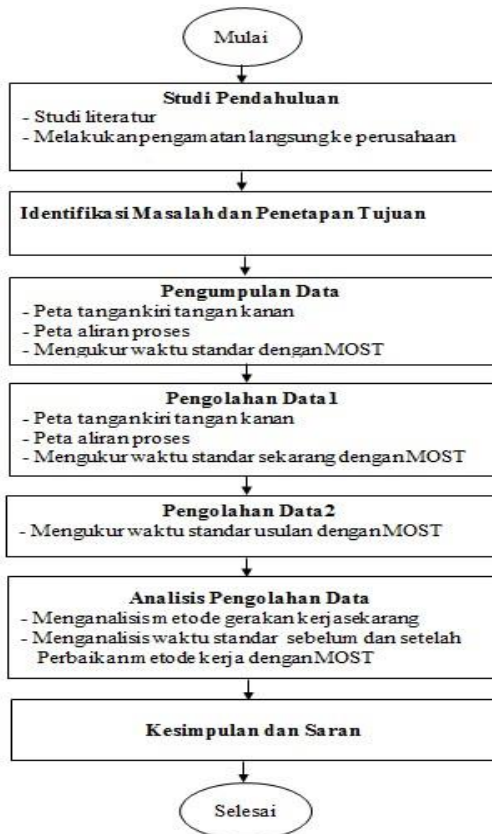 Mulai
Studi Pendahuluan
- Studi literatur
- Melakukan pengamatan langsung ke perusahaan
Identifikasi Masalah dan Penetapan Tujuan
Pengumpulan Data
- Peta tangan kiri tangan kanan
- Peta aliran proses
- Mengukur waktu standar dengan MOST
Pengolahan Data 1
- Peta tangan kiri tangan kanan
- Peta aliran proses
- Mengukur waktu standar sekarang dengan MOST
Pengolahan Data 2
- Mengukur waktu standar usulan dengan MOST
Analisis Pengolahan Data
- Menganalisis metode gerakan kerja sekarang
- Menganalisis waktu standar sebelum dan setelah
Perbaikan metode kerja dengan MOST
Kesimpulan dan Saran
Selesai